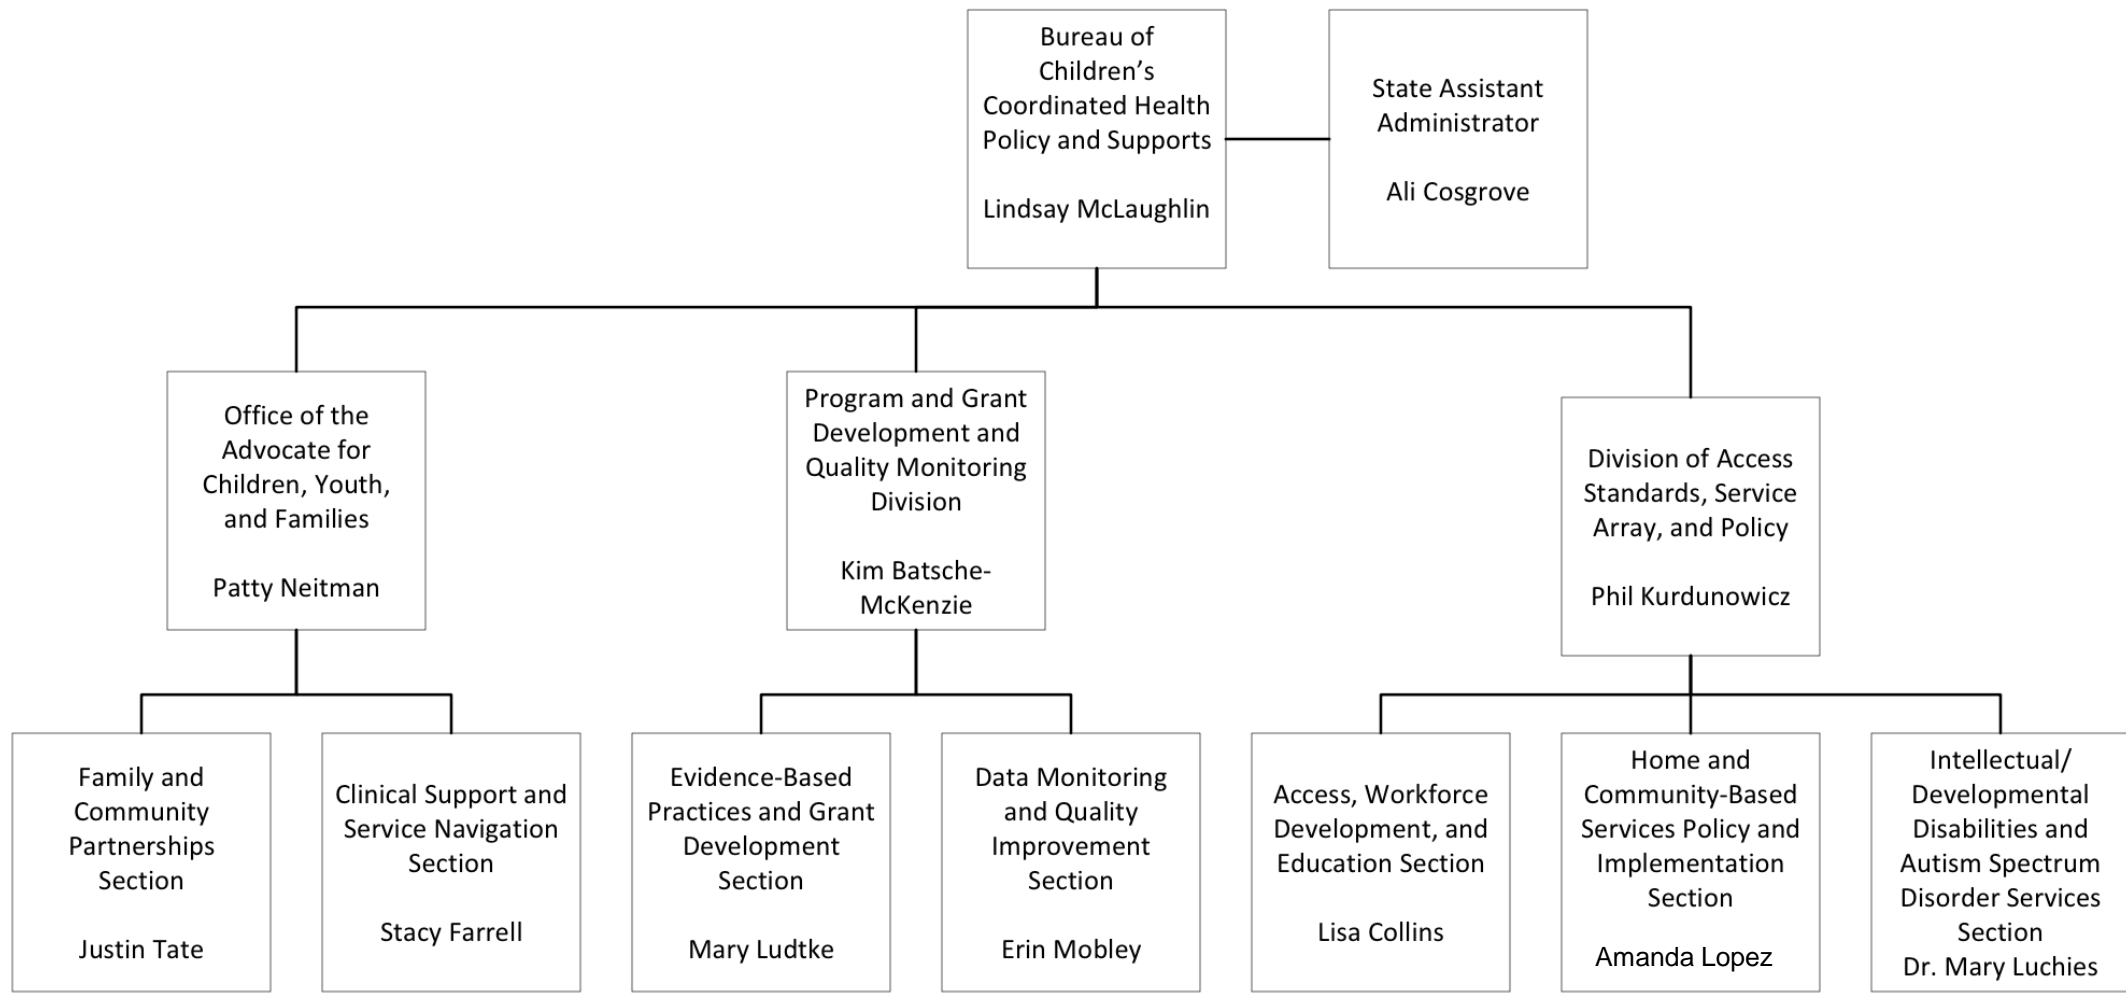 Bureau of
Children’s
Coordinated Health
Policy and Supports
Lindsay McLaughlin
State Assistant
Administrator
Ali Cosgrove
Office of the
Advocate for
Children, Youth,
and Families
Patty Neitman
Program and Grant
Development and
Quality Monitoring
Division
Kim Batsche-
McKenzie
Division of Access
Standards, Service
Array, and Policy
Phil Kurdunowicz
Family and
Community
Partnerships
Section
Justin Tate
Clinical Support and
Service Navigation
Section
Stacy Farrell
Evidence-Based
Practices and Grant
Development
Section
Mary Ludtke
Data Monitoring
and Quality
Improvement
Section
Erin Mobley
Access, Workforce
Development, and
Education Section
Lisa Collins
Home and
Community-Based
Services Policy and
Implementation
Section
Amanda Lopez
Intellectual/
Developmental
Disabilities and
Autism Spectrum
Disorder Services
Section
Dr. Mary Luchies